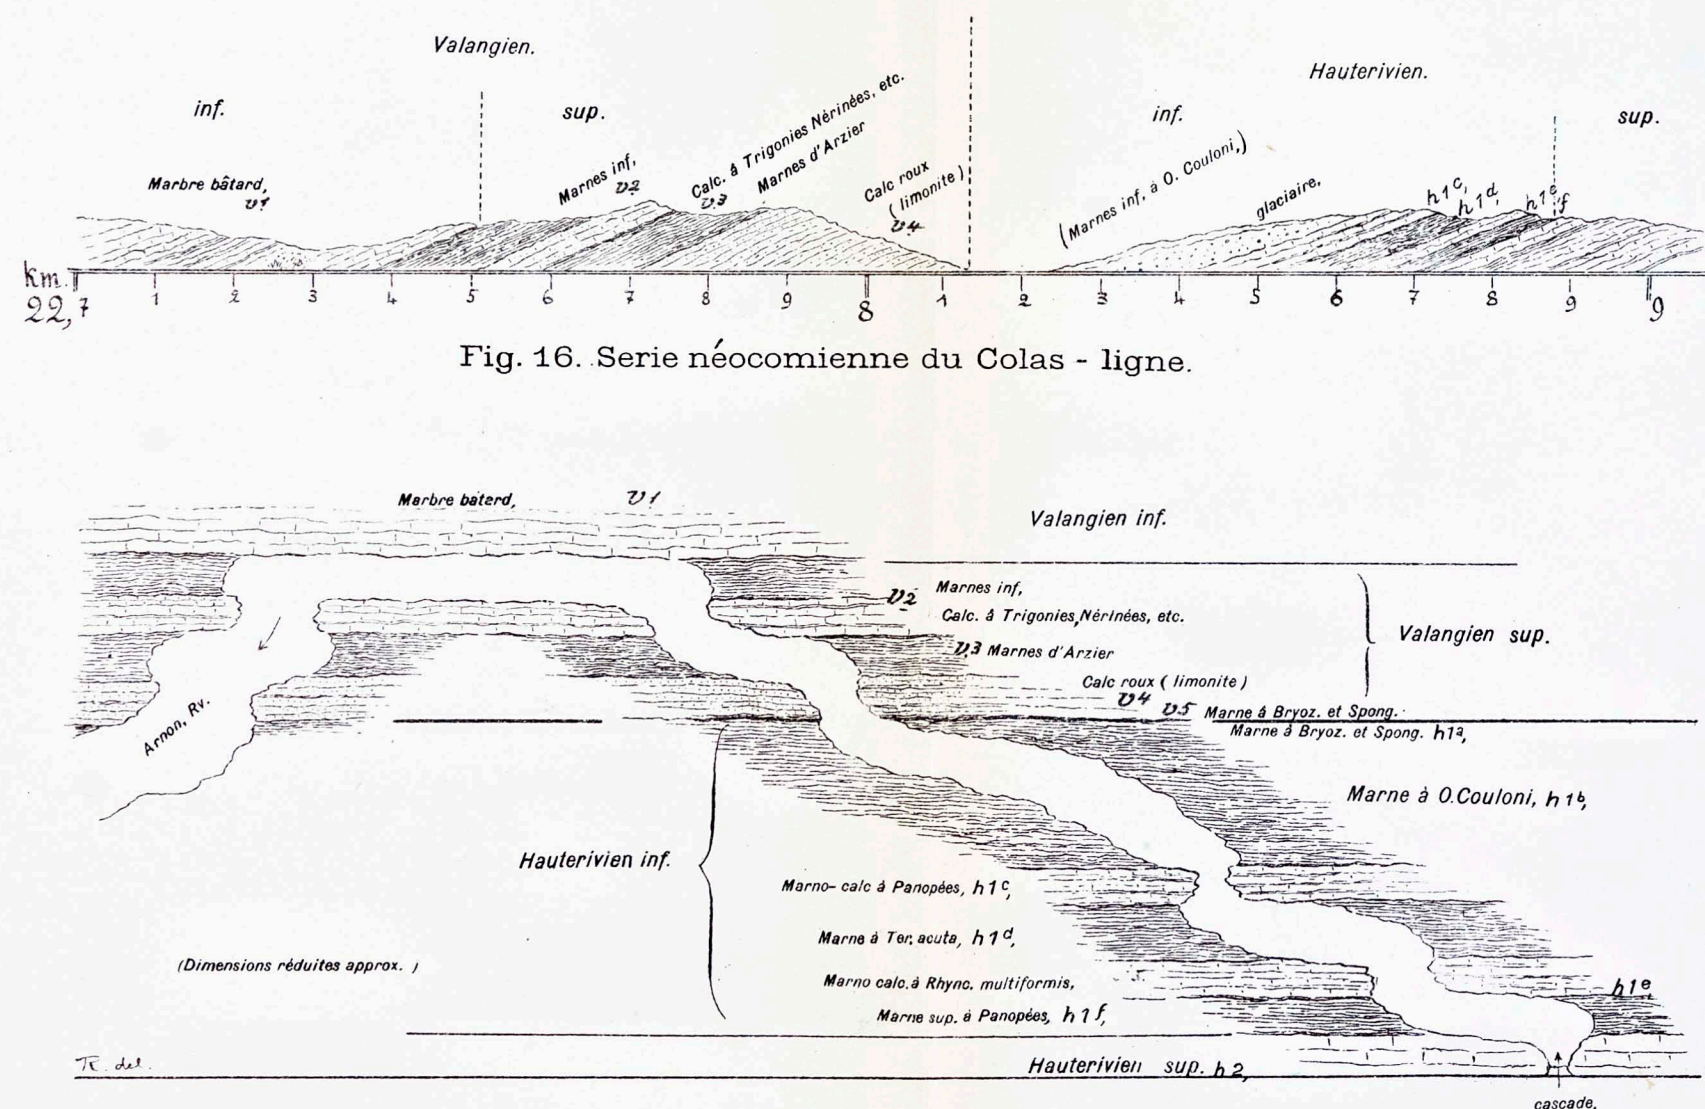 Valangien.
Hauterivien.
inf.
sup.
inf.
sup.
Marbre bâtard,
v1
Marnes inf,
v2
Calc. à Trigonies Nérinées, etc.
v3
Marnes d'Arzier
Calc roux
(limonite)
v4
(Marnes inf, à O. Couloni,)
glaciaire,
h1c,
h1d,
h1e
f
km.
22,7 1 2 3 4 5 6 7 8 9 8 1 2 3 4 5 6 7 8 9 9
Fig. 16. Serie néocomienne du Colas - ligne.
Marbre bâtard, v1
Valangien inf.
v2 Marnes inf,
Calc. à Trigonies, Nérinées, etc.
Valangien sup.
v3 Marnes d'Arzier
Calc roux (limonite)
v4
v5 Marne à Bryoz. et Spong.
Marne à Bryoz. et Spong. h1a,
Arnon, Rv.
Marne à O. Couloni, h1b,
Hauterivien inf.
Marno-calc à Panopées, h1c,
Marne à Ter. acuta, h1d,
(Dimensions réduites approx.)
Marno calc. à Rhync. multiformis,
h1e
Marne sup. à Panopées, h1f,
del.
Hauterivien sup. h2,
cascade.